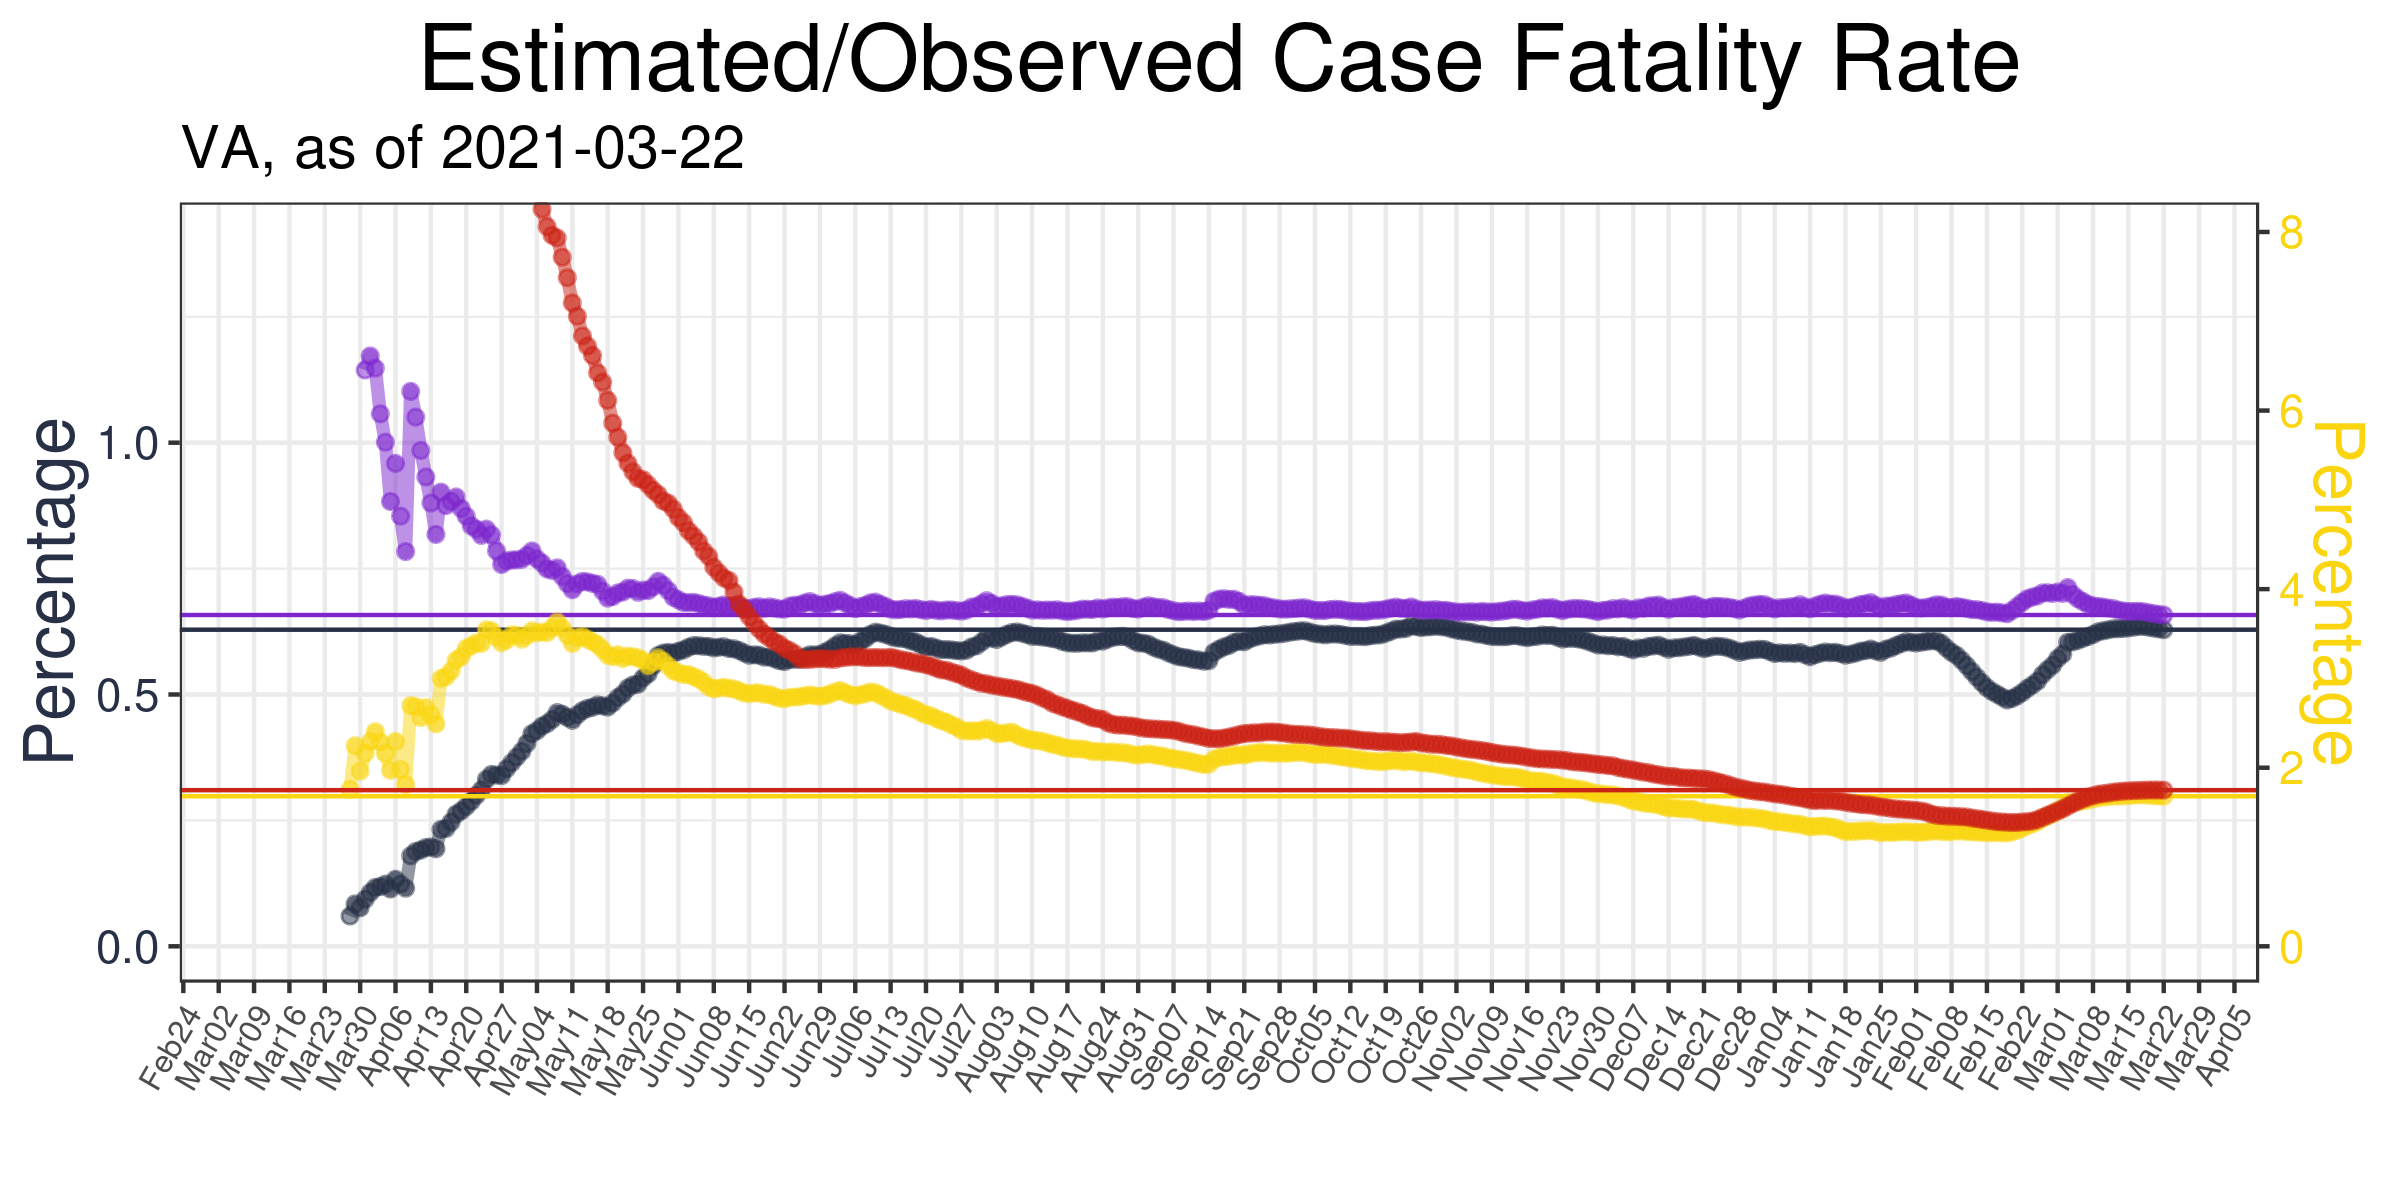 Estimated/Observed Case Fatality Rate
VA, as of 2021-03-22
Percentage
1.0
0.5
0.0
8
6
4
2
0
Percentage
Feb24
Mar02
Mar09
Mar16
Mar23
Mar30
Apr06
Apr13
Apr20
Apr27
May04
May11
May18
May25
Jun01
Jun08
Jun15
Jun22
Jun29
Jul06
Jul13
Jul20
Jul27
Aug03
Aug10
Aug17
Aug24
Aug31
Sep07
Sep14
Sep21
Sep28
Oct05
Oct12
Oct19
Oct26
Nov02
Nov09
Nov16
Nov23
Nov30
Dec07
Dec14
Dec21
Dec28
Jan04
Jan11
Jan18
Jan25
Feb01
Feb08
Feb15
Feb22
Mar01
Mar08
Mar15
Mar22
Mar29
Apr05